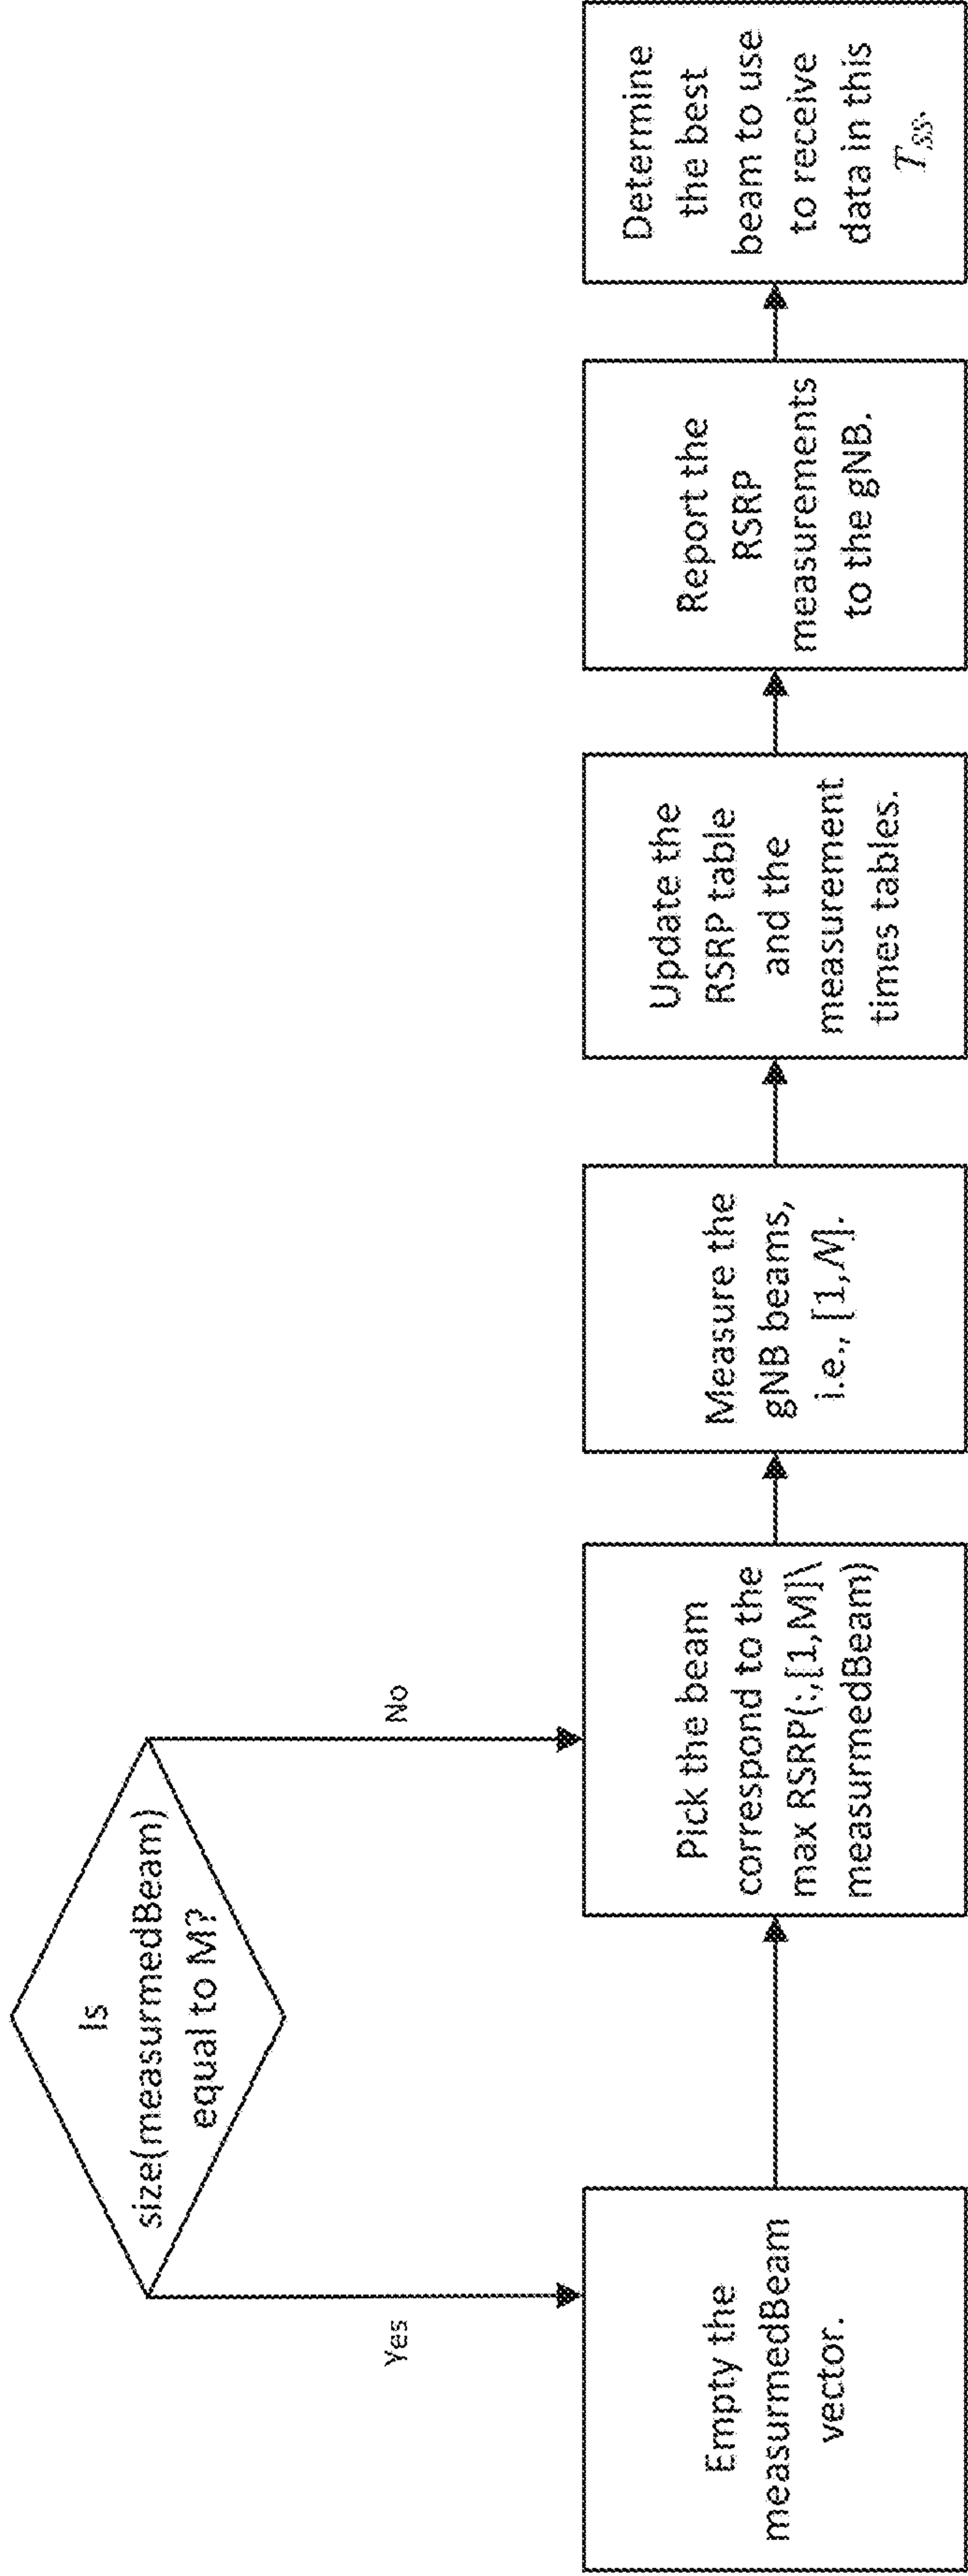 Is
size(measurmedBeam)
equal to M?
Yes
No
Empty the
measurmedBeam
vector.
Pick the beam
correspond to the
max RSRP(:,[1,M]\
measurmedBeam)
Measure the
gNB beams,
i.e., [1,N].
Update the
RSRP table
and the
measurement
times tables.
Report the
RSRP
measurements
to the gNB.
Determine
the best
beam to use
to receive
data in this
T_ss.